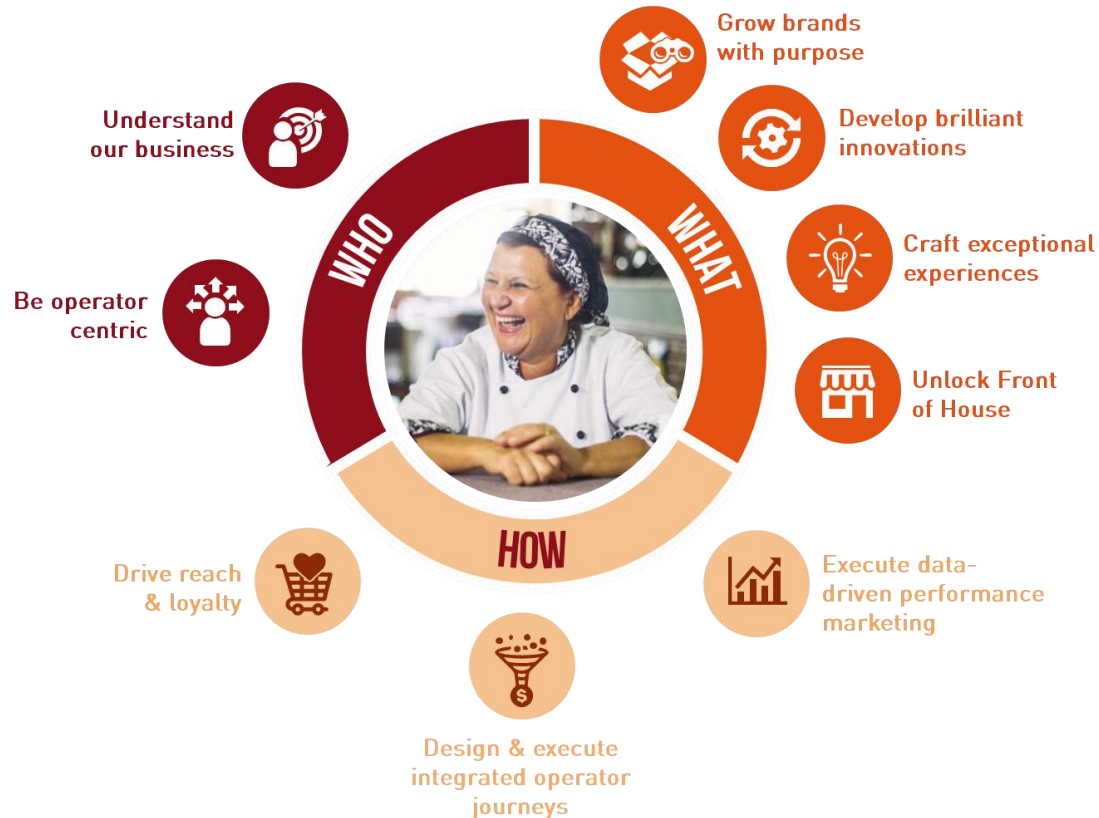 Grow brands
with purpose
Understand
our business
Develop brilliant
innovations
WHO
WHAT
Craft exceptional
experiences
Be operator
centric
Unlock Front
of House
HOW
Drive reach
& loyalty
Execute data-
driven performance
marketing
$
Design & execute
integrated operator
journeys